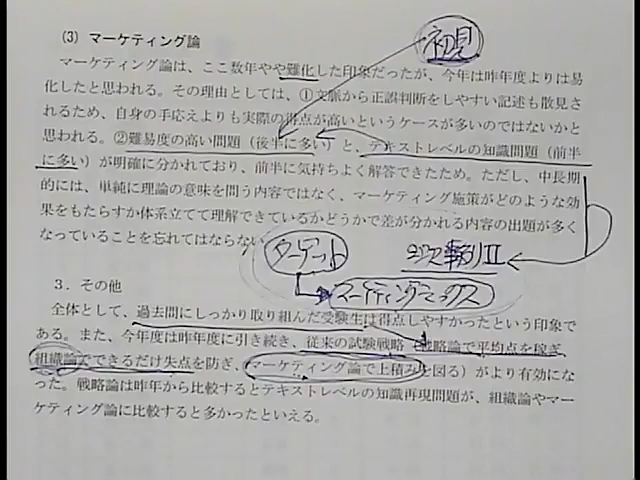 初見
(3) マーケティング論
マーケティング論は、ここ数年やや難化した印象だったが、今年は昨年度よりは易
化したと思われる。その理由としては、①文脈から正誤判断をしやすい記述も散見さ
れるため、自身の手応えよりも実際の得点が高いというケースが多いのではないかと
思われる。②難易度の高い問題（後半に多い）と、テキストレベルの知識問題（前半
に多い）が明確に分かれており、前半に気持ちよく解答できたため。ただし、中長期
的には、単純に理論の意味を問う内容ではなく、マーケティング施策がどのような効
果をもたらすか体系立てて理解できているかどうかで差が分かれる内容の出題が多く
なっていることを忘れてはならない
ターゲット
2次事例Ⅱ
マーケティングミックス
3．その他
全体として、過去問にしっかり取り組んだ受験生は得点しやすかったという印象で
ある。また、今年度は昨年度に引き続き、従来の試験戦略 戦略論で平均点を稼ぎ、
組織論でできるだけ失点を防ぎ、マーケティング論で上積みを図る）がより有効にな
った。戦略論は昨年から比較するとテキストレベルの知識再現問題が、組織論やマー
ケティング論に比較すると多かったといえる。